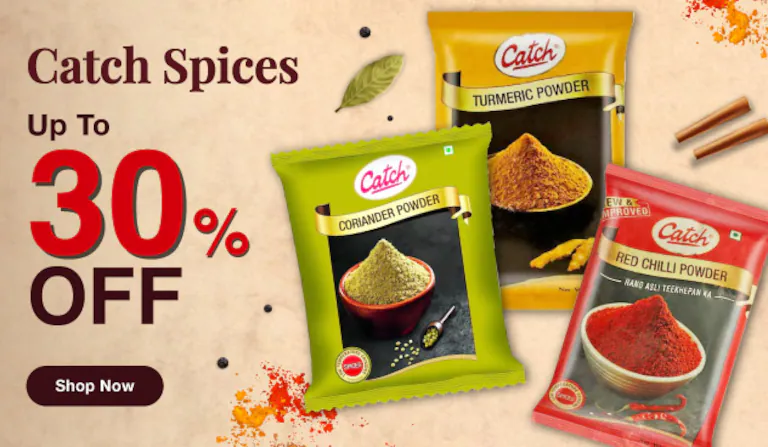 Catch Spices
Up To
30%
OFF
Shop Now
Catch®
CORIANDER POWDER
Catch®
TURMERIC POWDER
NEW &
IMPROVED
Catch®
RED CHILLI POWDER
RANG ASLI TEEKHEPAN KA